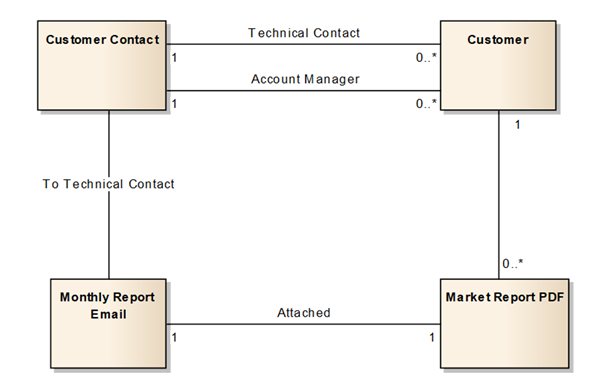 Technical Contact
Customer Contact
Customer
1
0..*
Account Manager
1
0..*
1
To Technical Contact
0..*
Monthly Report
Email
Market Report PDF
Attached
1
1